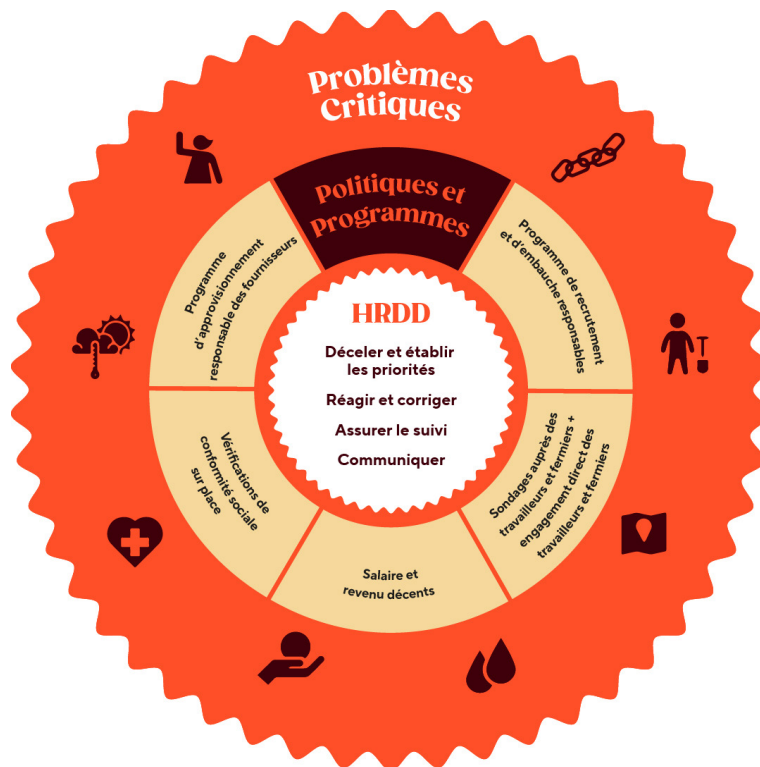 Problèmes
Critiques
Politiques et
Programmes
Programme de recrutement
et d'embauche responsables
Sondages auprès des
travailleurs et fermiers +
engagement direct des
travailleurs et fermiers
Salaire et
revenu décents
Vérifications de
conformité sociale
sur place
Programme
d'approvisionnement
responsable des fournisseurs
HRDD
Déceler et établir
les priorités
Réagir et corriger
Assurer le suivi
Communiquer